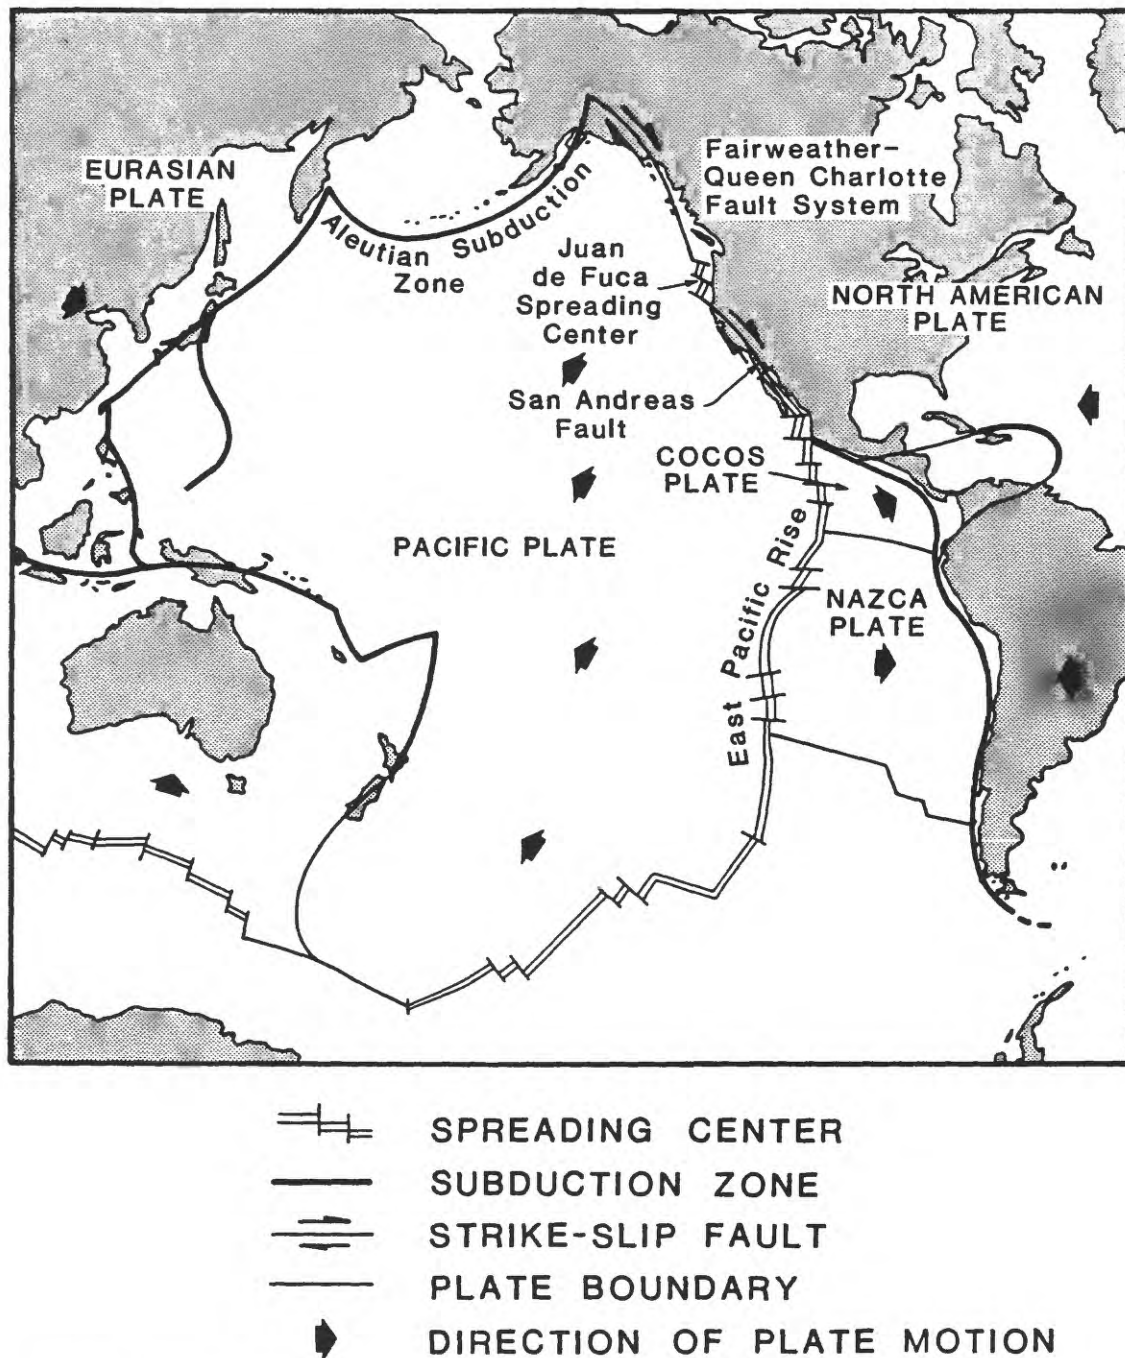 EURASIAN
PLATE
Aleutian Subduction
Zone
Fairweather-
Queen Charlotte
Fault System
Juan
de Fuca
Spreading
Center
NORTH AMERICAN
PLATE
San Andreas
Fault
COCOS
PLATE
PACIFIC PLATE
East Pacific Rise
NAZCA
PLATE
SPREADING CENTER
SUBDUCTION ZONE
STRIKE-SLIP FAULT
PLATE BOUNDARY
DIRECTION OF PLATE MOTION